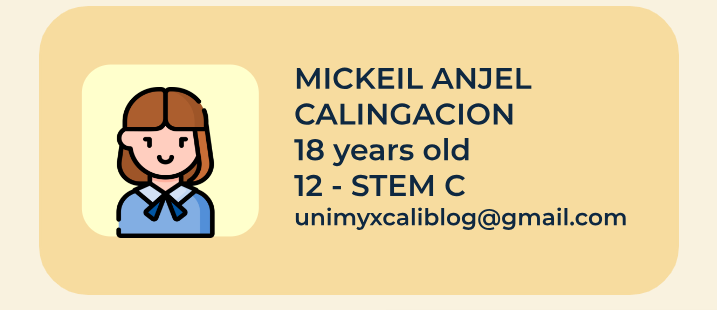 MICKEIL ANJEL
CALINGACION
18 years old
12 - STEM C
unimyxcaliblog@gmail.com